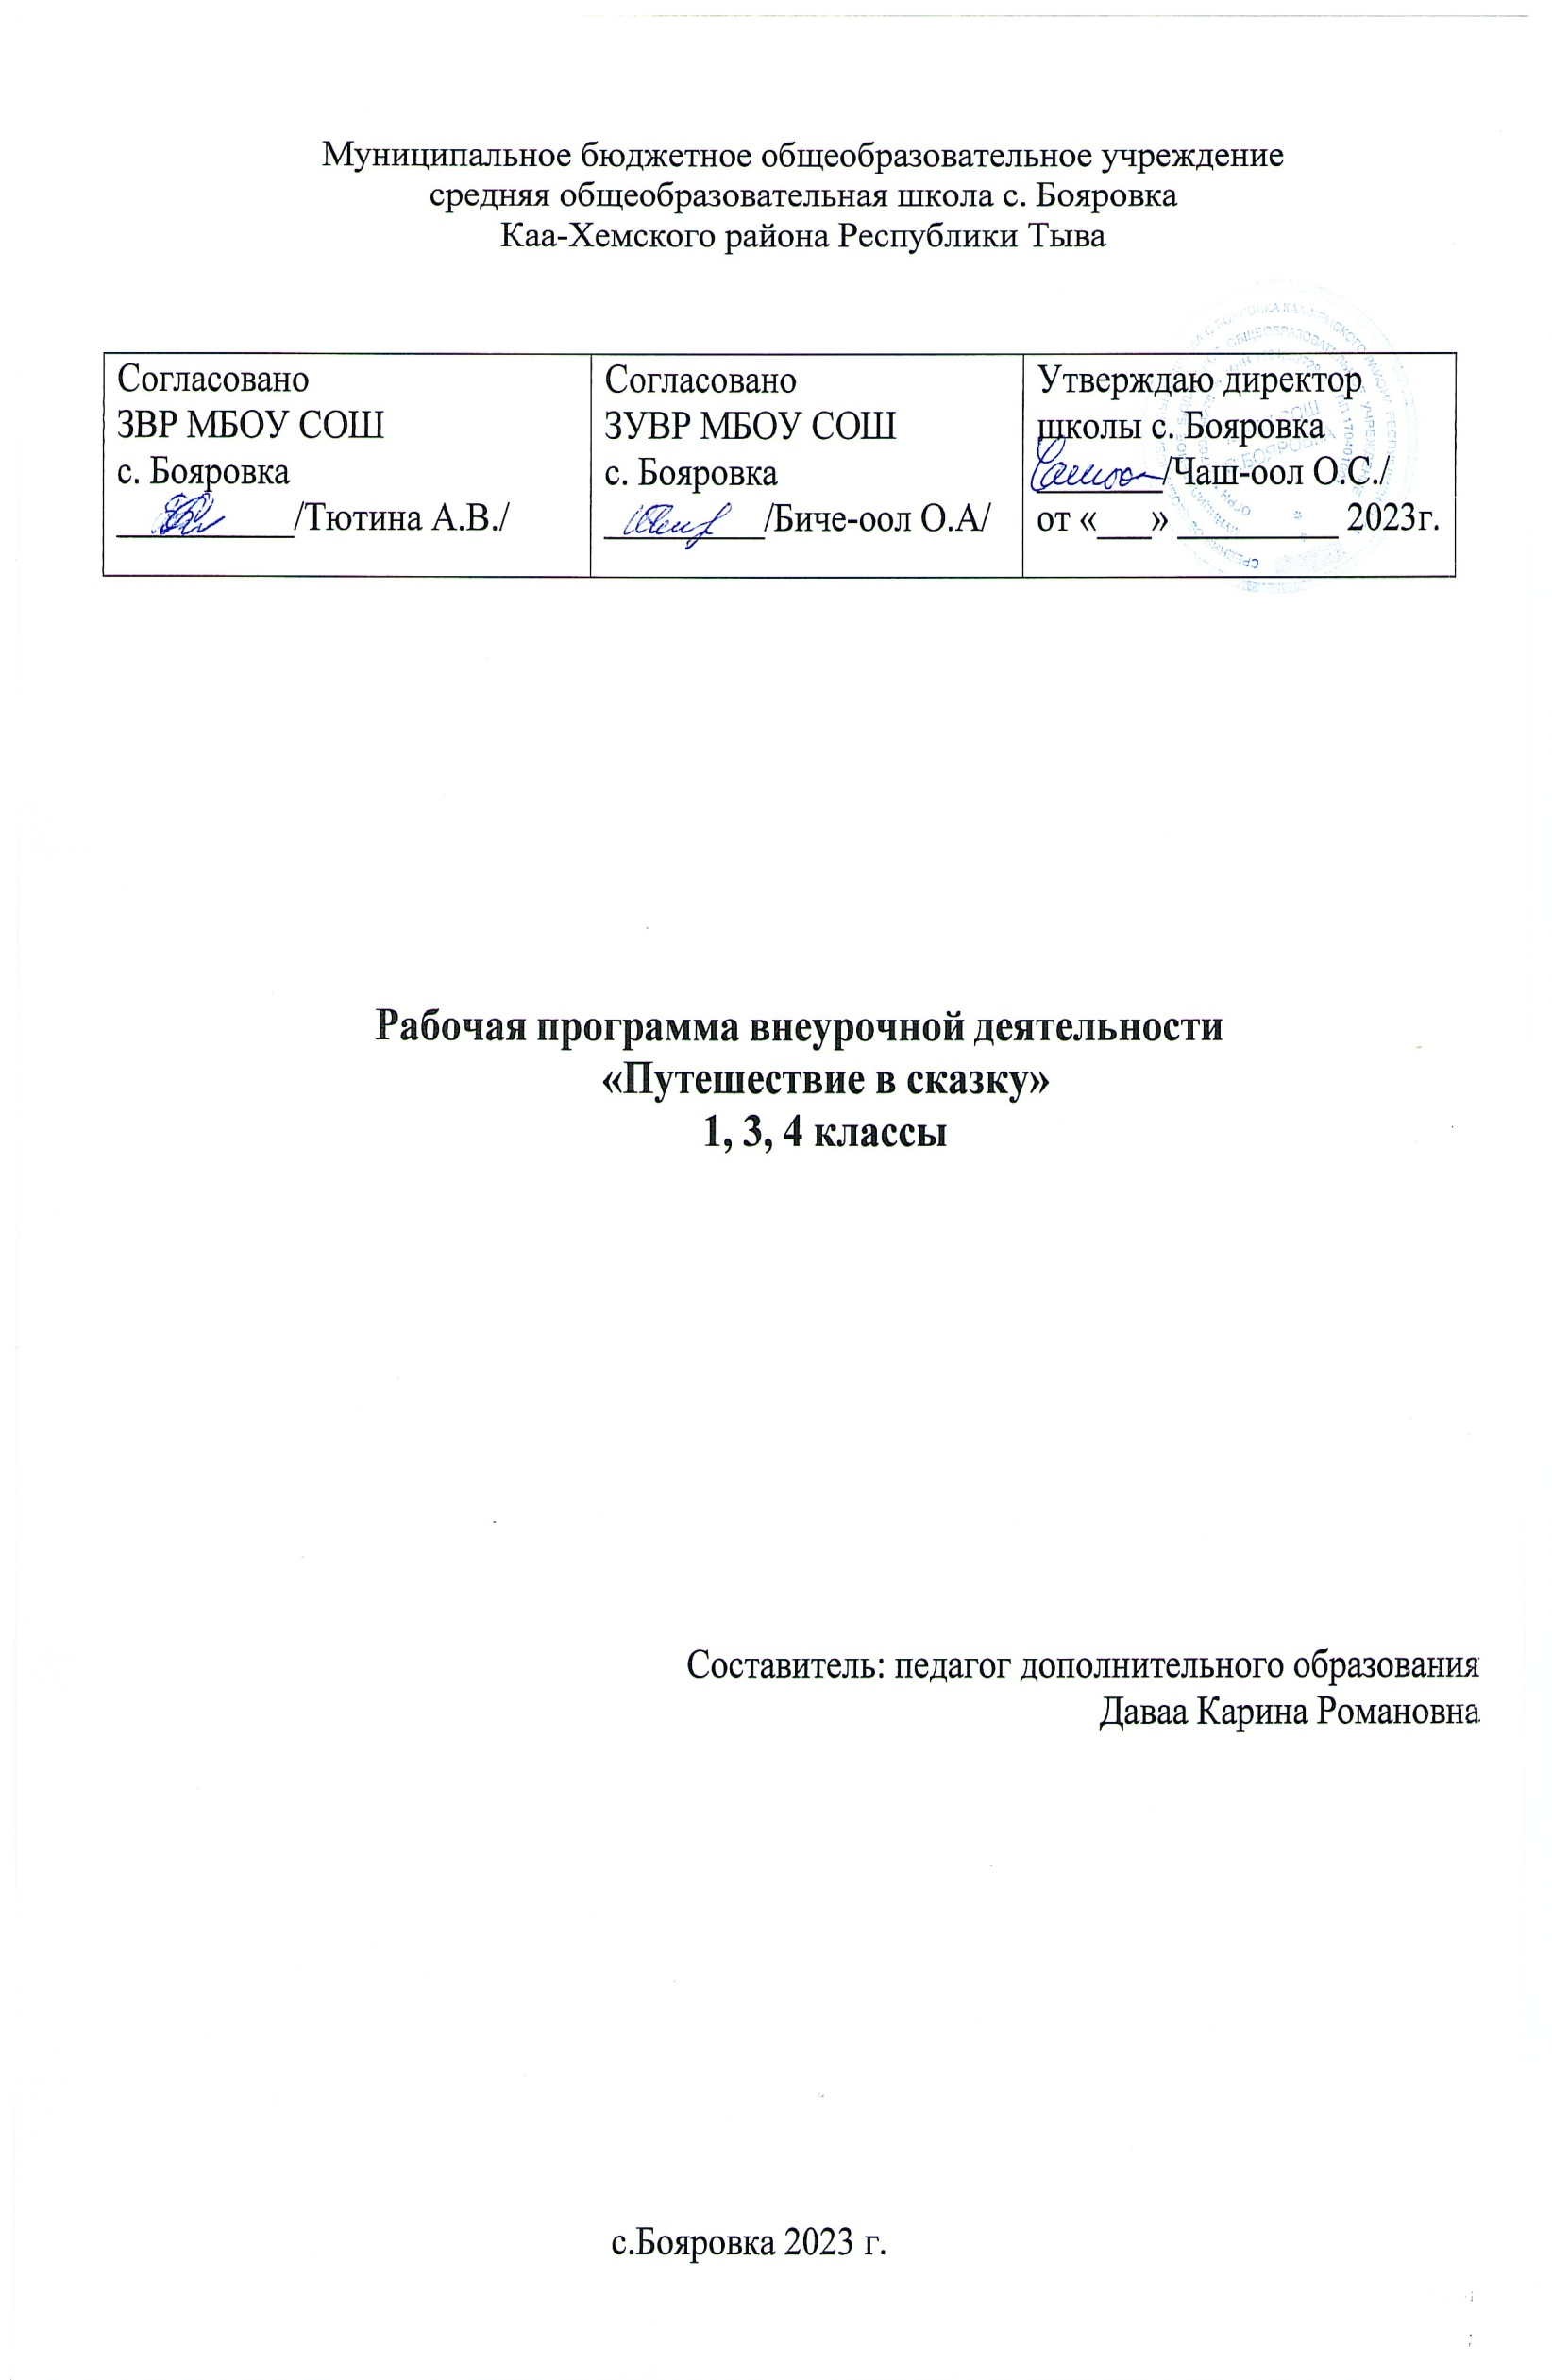 Муниципальное бюджетное общеобразовательное учреждение
средняя общеобразовательная школа с. Бояровка
Каа-Хемского района Республики Тыва
Согласовано
ЗВР МБОУ СОШ
с. Бояровка
__________/Тютина А.В./
Согласовано
ЗУВР МБОУ СОШ
с. Бояровка
_________/Биче-оол О.А/
Утверждаю директор
школы с. Бояровка
_______/Чаш-оол О.С./
от «___» _________ 2023г.
Рабочая программа внеурочной деятельности
«Путешествие в сказку»
1, 3, 4 классы
Составитель: педагог дополнительного образования
Даваа Карина Романовна
с.Бояровка 2023 г.